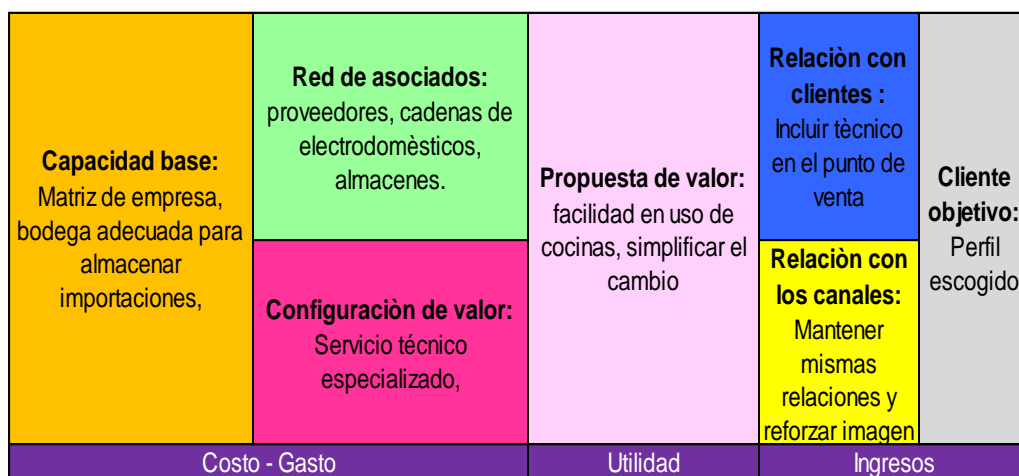 Capacidad base:
Matriz de empresa,
bodega adecuada para
almacenar
importaciones,
Red de asociados:
proveedores, cadenas de
electrodomèsticos,
almacenes.
Configuraciòn de valor:
Servicio técnico
especializado,
Propuesta de valor:
facilidad en uso de
cocinas, simplificar el
cambio
Relaciòn con
clientes :
Incluir tècnico
en el punto de
venta
Relaciòn con
los canales:
Mantener
mismas
relaciones y
reforzar imagen
Cliente
objetivo:
Perfil
escogido
Costo - Gasto
Utilidad
Ingresos